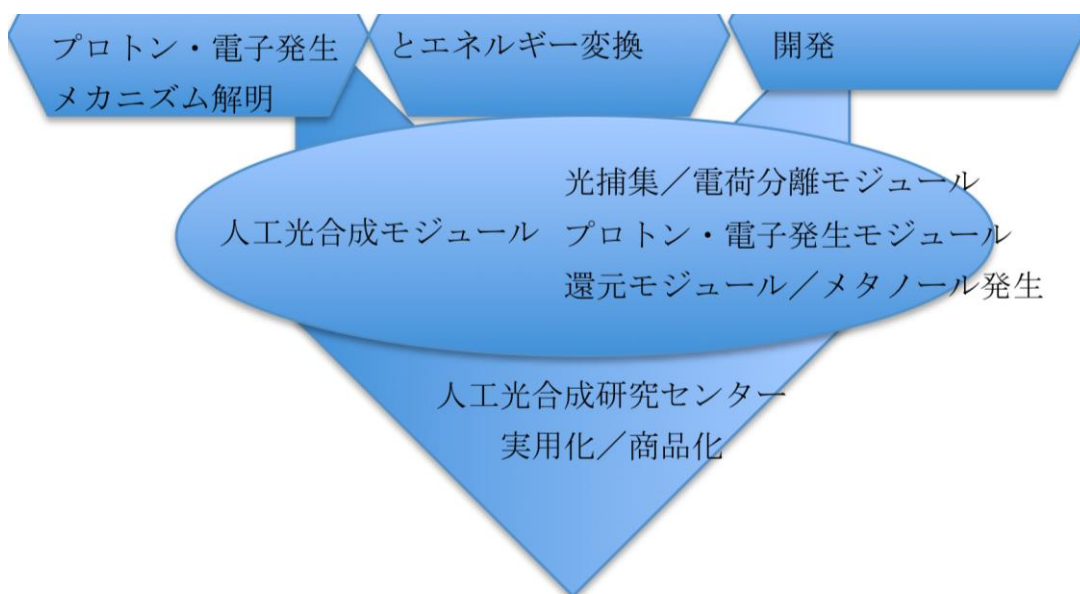 プロトン・電子発生
メカニズム解明
とエネルギー変換
開発
人工光合成モジュール
光捕集／電荷分離モジュール
プロトン・電子発生モジュール
還元モジュール／メタノール発生
人工光合成研究センター
実用化／商品化